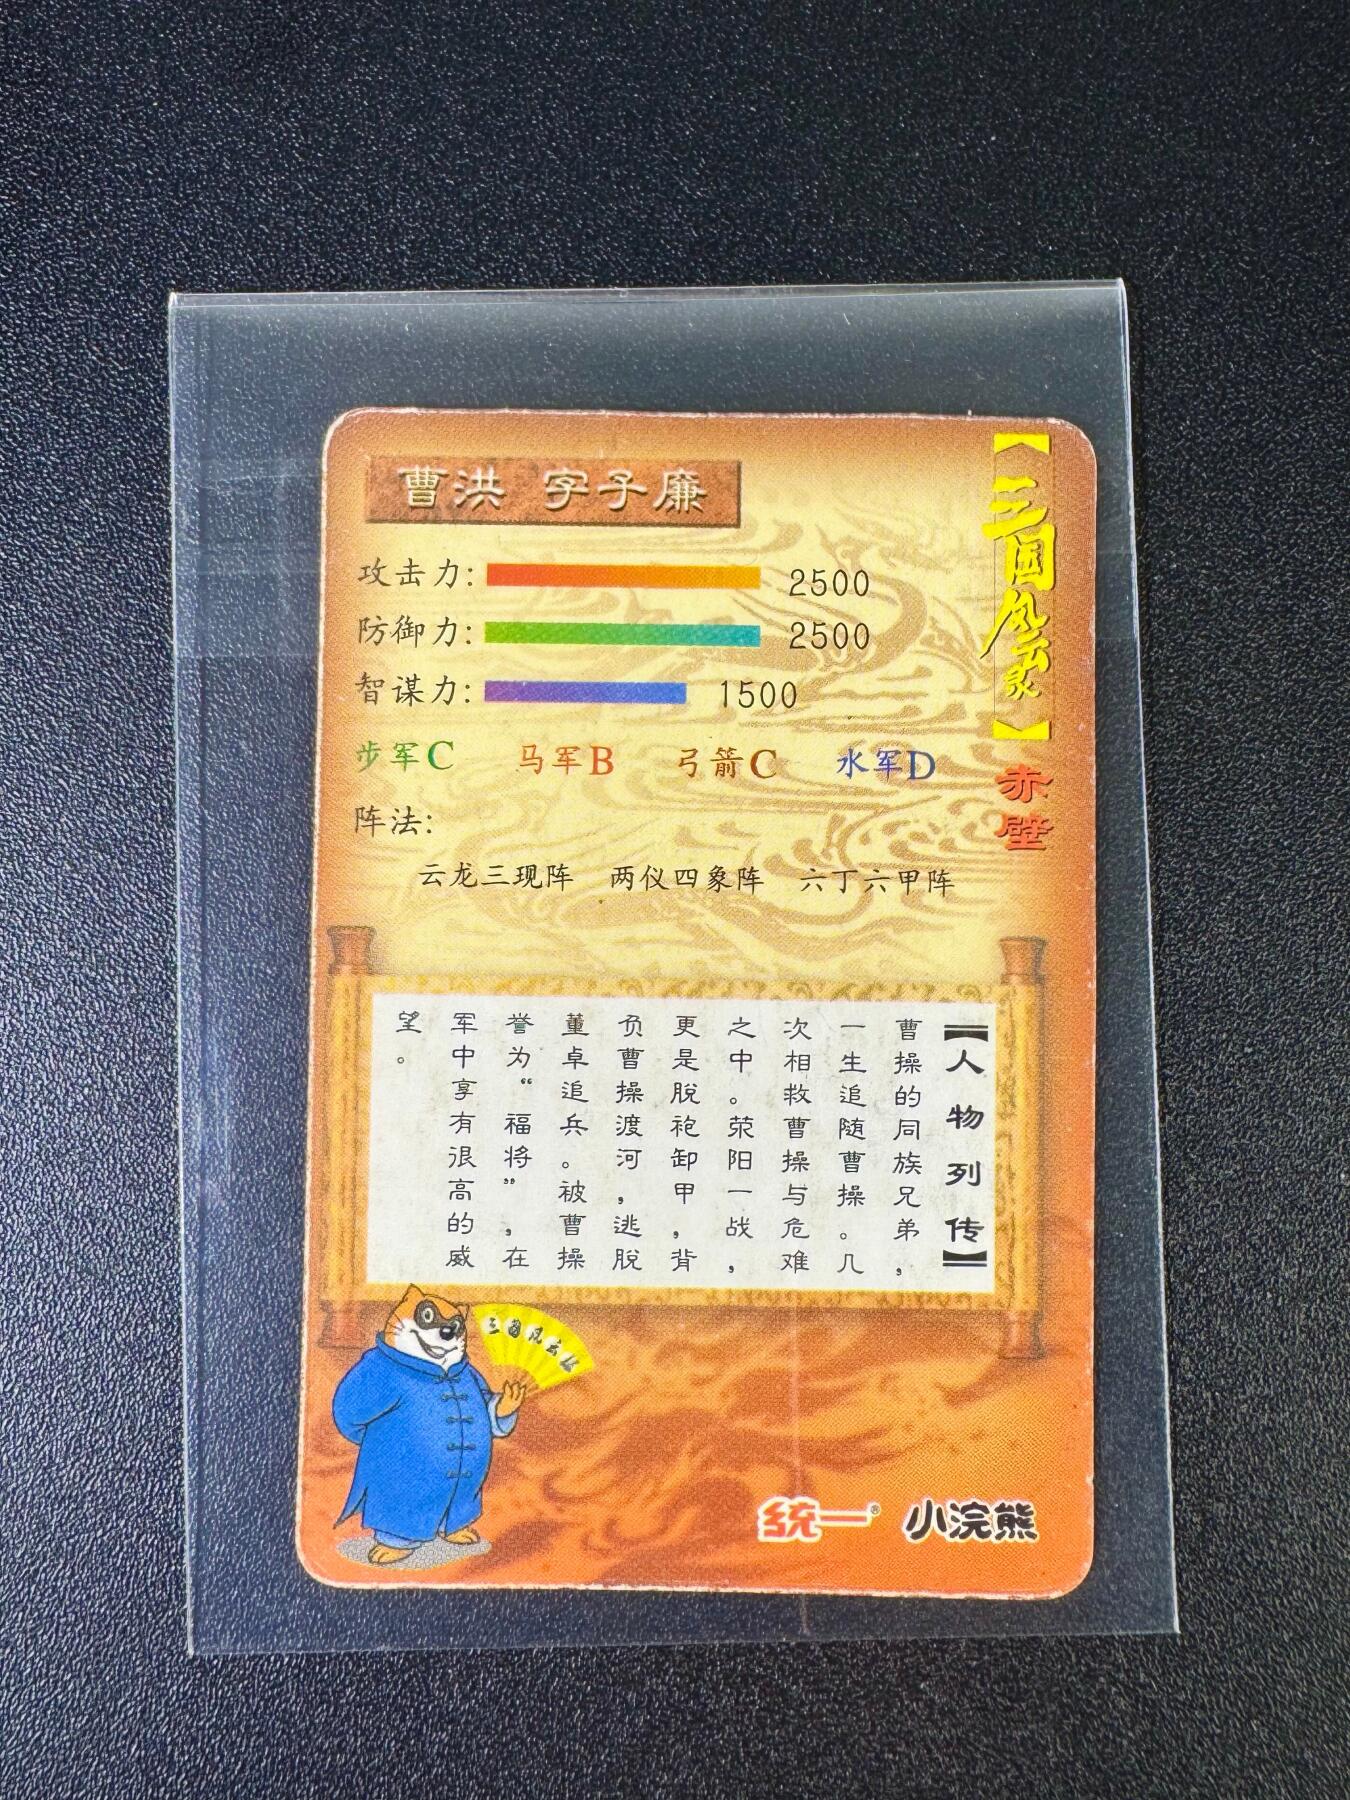 曹洪 字子廉
攻击力: 2500
防御力: 2500
智谋力: 1500
步军C 马军B 弓箭C 水军D
阵法:
云龙三现阵 两仪四象阵 六丁六甲阵
【三国风云录】赤壁
【人物列传】
曹操的同族兄弟，
一生追随曹操。几
次相救曹操与危难
之中。荥阳一战，
更是脱袍卸甲，背
负曹操渡河，逃脱
董卓追兵。被曹操
誉为“福将”，在
军中享有很高的威
望。
三国风云录
统一® 小浣熊